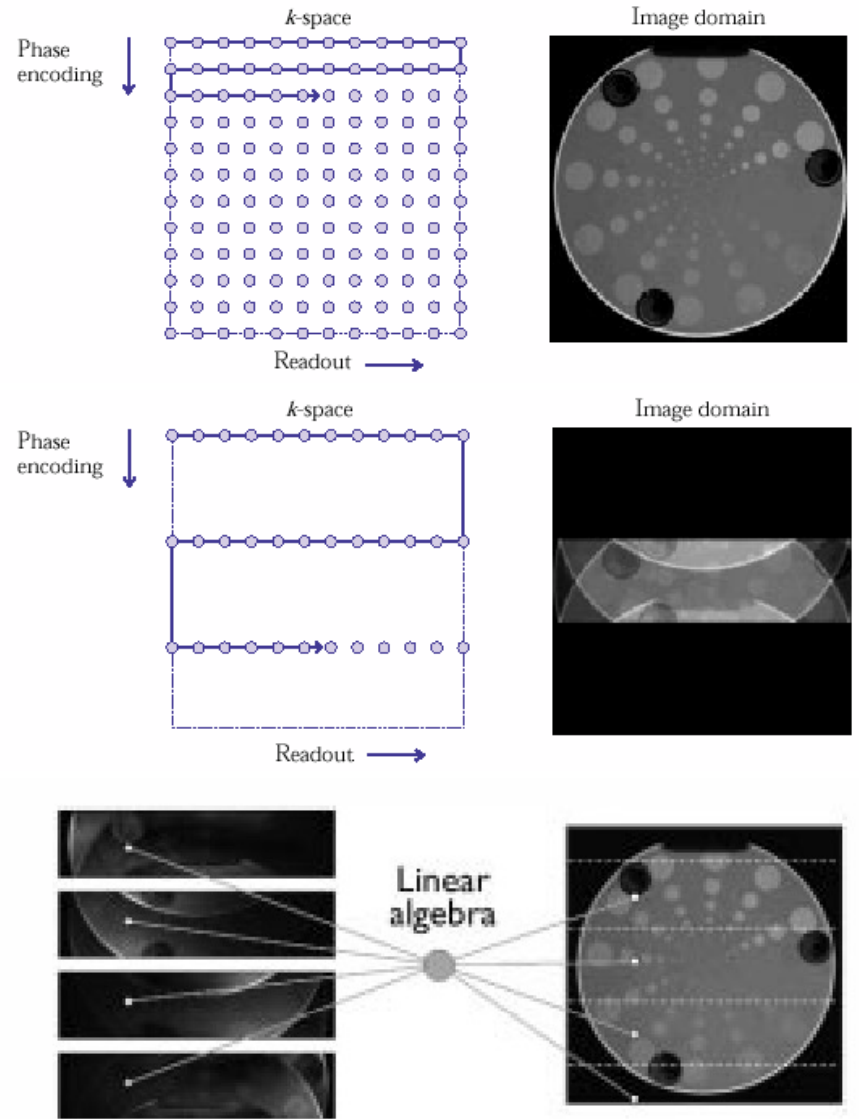 k-space
Image domain
Phase
encoding
Readout
k-space
Image domain
Phase
encoding
Readout
Linear
algebra